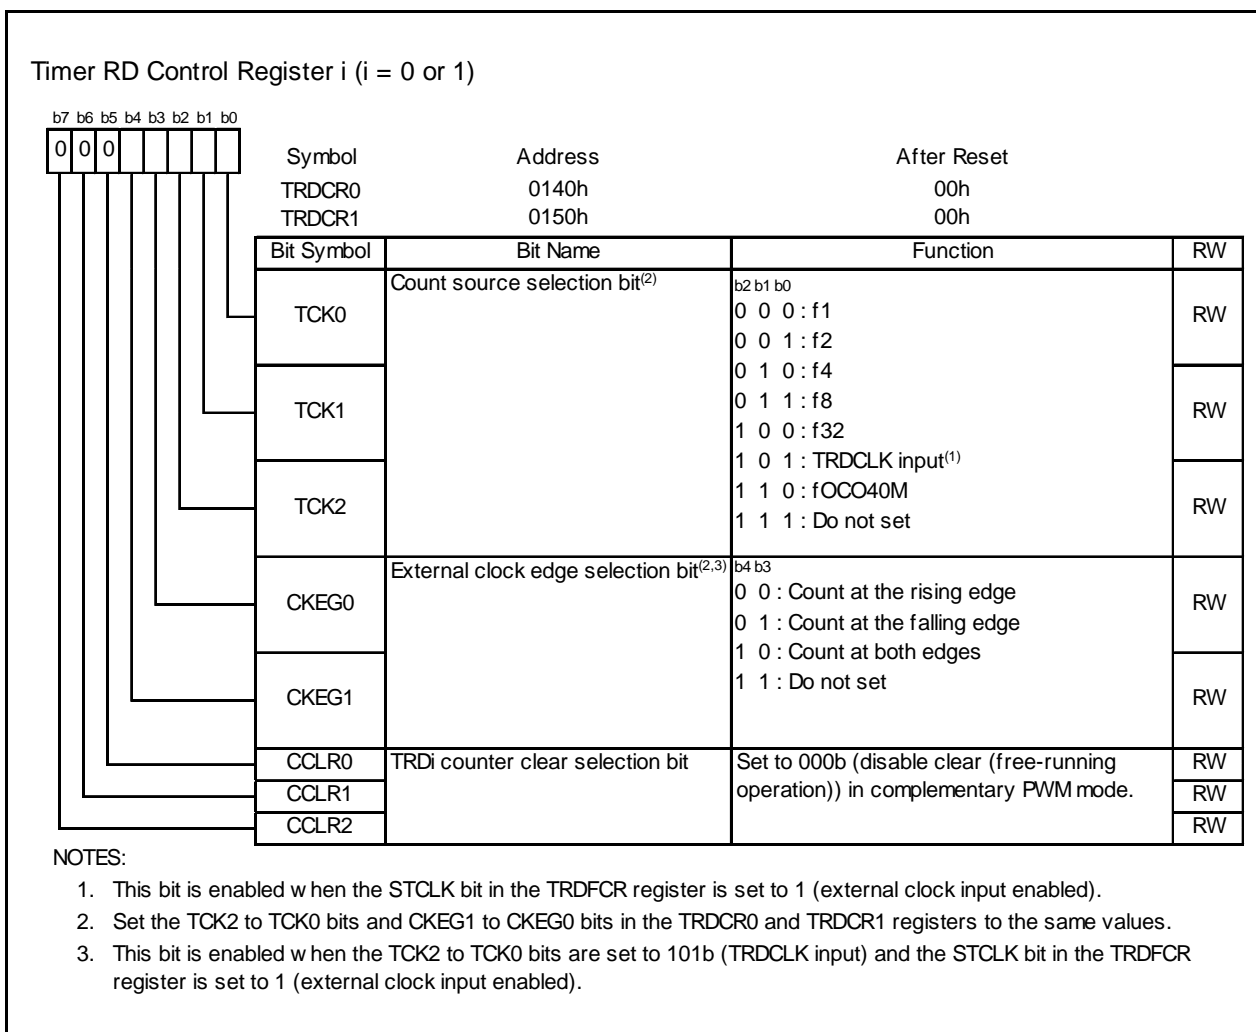 Timer RD Control Register i (i = 0 or 1)
b7 b6 b5 b4 b3 b2 b1 b0
0 0 0
Symbol Address After Reset
TRDCR0 0140h 00h
TRDCR1 0150h 00h
Bit Symbol Bit Name Function RW
TCK0 Count source selection bit(2) b2 b1 b0 RW
0 0 0 : f1
0 0 1 : f2
0 1 0 : f4
TCK1 0 1 1 : f8 RW
1 0 0 : f32
1 0 1 : TRDCLK input(1)
TCK2 1 1 0 : fOCO40M RW
1 1 1 : Do not set
CKEG0 External clock edge selection bit(2,3) b4 b3 RW
0 0 : Count at the rising edge
0 1 : Count at the falling edge
1 0 : Count at both edges
CKEG1 1 1 : Do not set RW
CCLR0 TRDi counter clear selection bit Set to 000b (disable clear (free-running RW
CCLR1 operation)) in complementary PWM mode. RW
CCLR2 RW
NOTES:
1. This bit is enabled when the STCLK bit in the TRDFCR register is set to 1 (external clock input enabled).
2. Set the TCK2 to TCK0 bits and CKEG1 to CKEG0 bits in the TRDCR0 and TRDCR1 registers to the same values.
3. This bit is enabled when the TCK2 to TCK0 bits are set to 101b (TRDCLK input) and the STCLK bit in the TRDFCR
register is set to 1 (external clock input enabled).